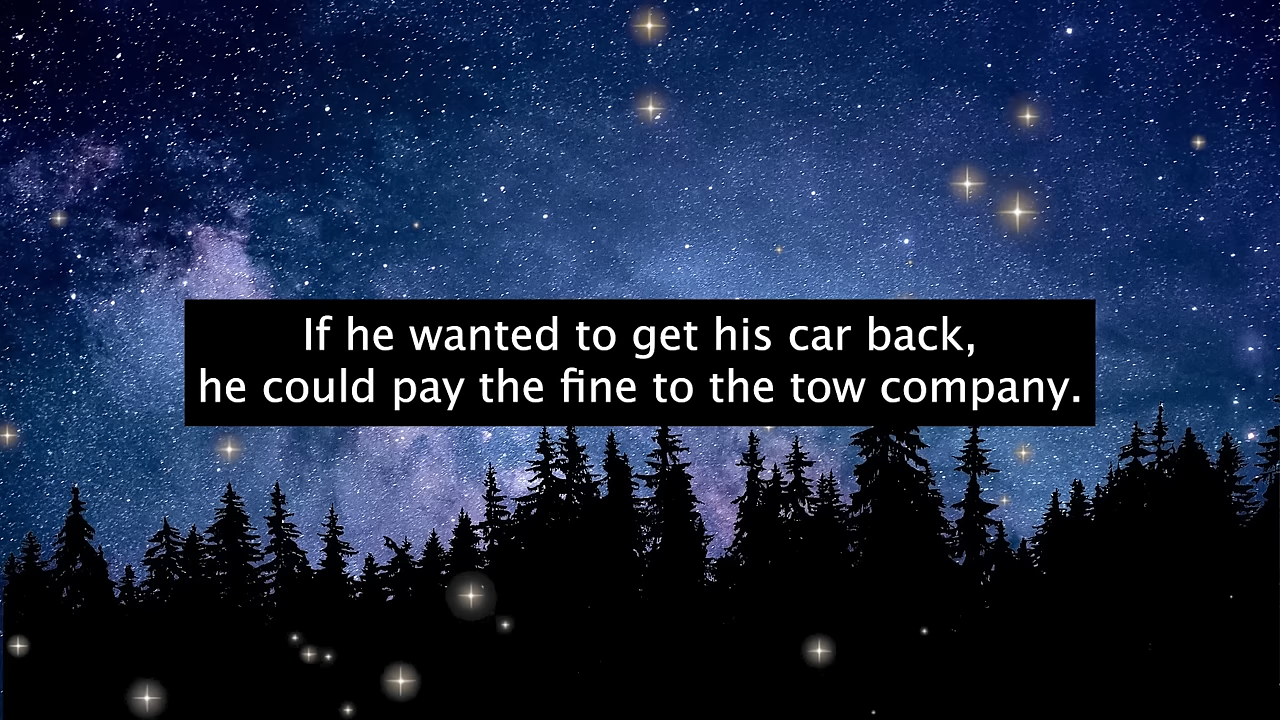 If he wanted to get his car back,
he could pay the fine to the tow company.